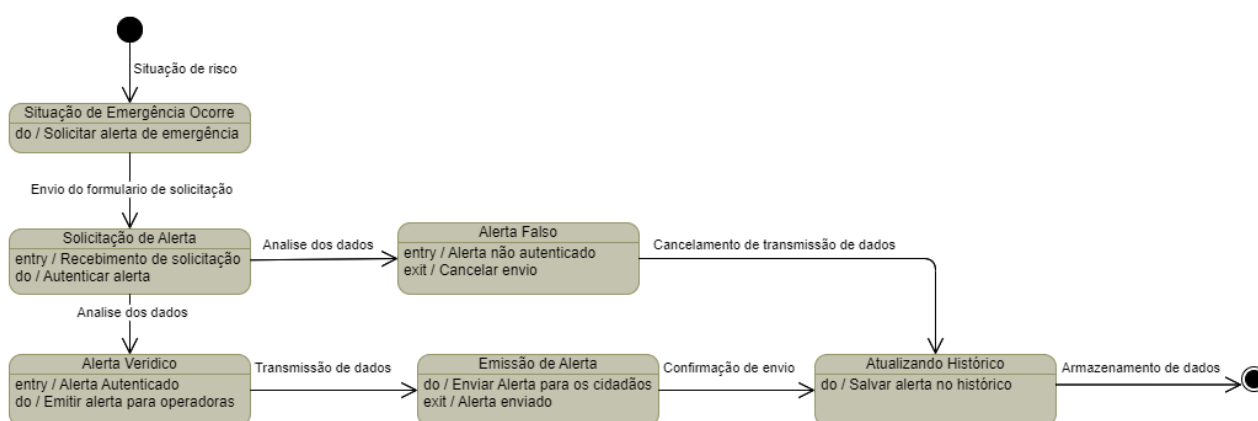 Situação de risco
Situação de Emergência Ocorre
do / Solicitar alerta de emergência
Envio do formulario de solicitação
Solicitação de Alerta
entry / Recebimento de solicitação
do / Autenticar alerta
Analise dos dados
Alerta Falso
entry / Alerta não autenticado
exit / Cancelar envio
Cancelamento de transmissão de dados
Analise dos dados
Alerta Veridico
entry / Alerta Autenticado
do / Emitir alerta para operadoras
Transmissão de dados
Emissão de Alerta
do / Enviar Alerta para os cidadãos
exit / Alerta enviado
Confirmação de envio
Atualizando Histórico
do / Salvar alerta no histórico
Armazenamento de dados